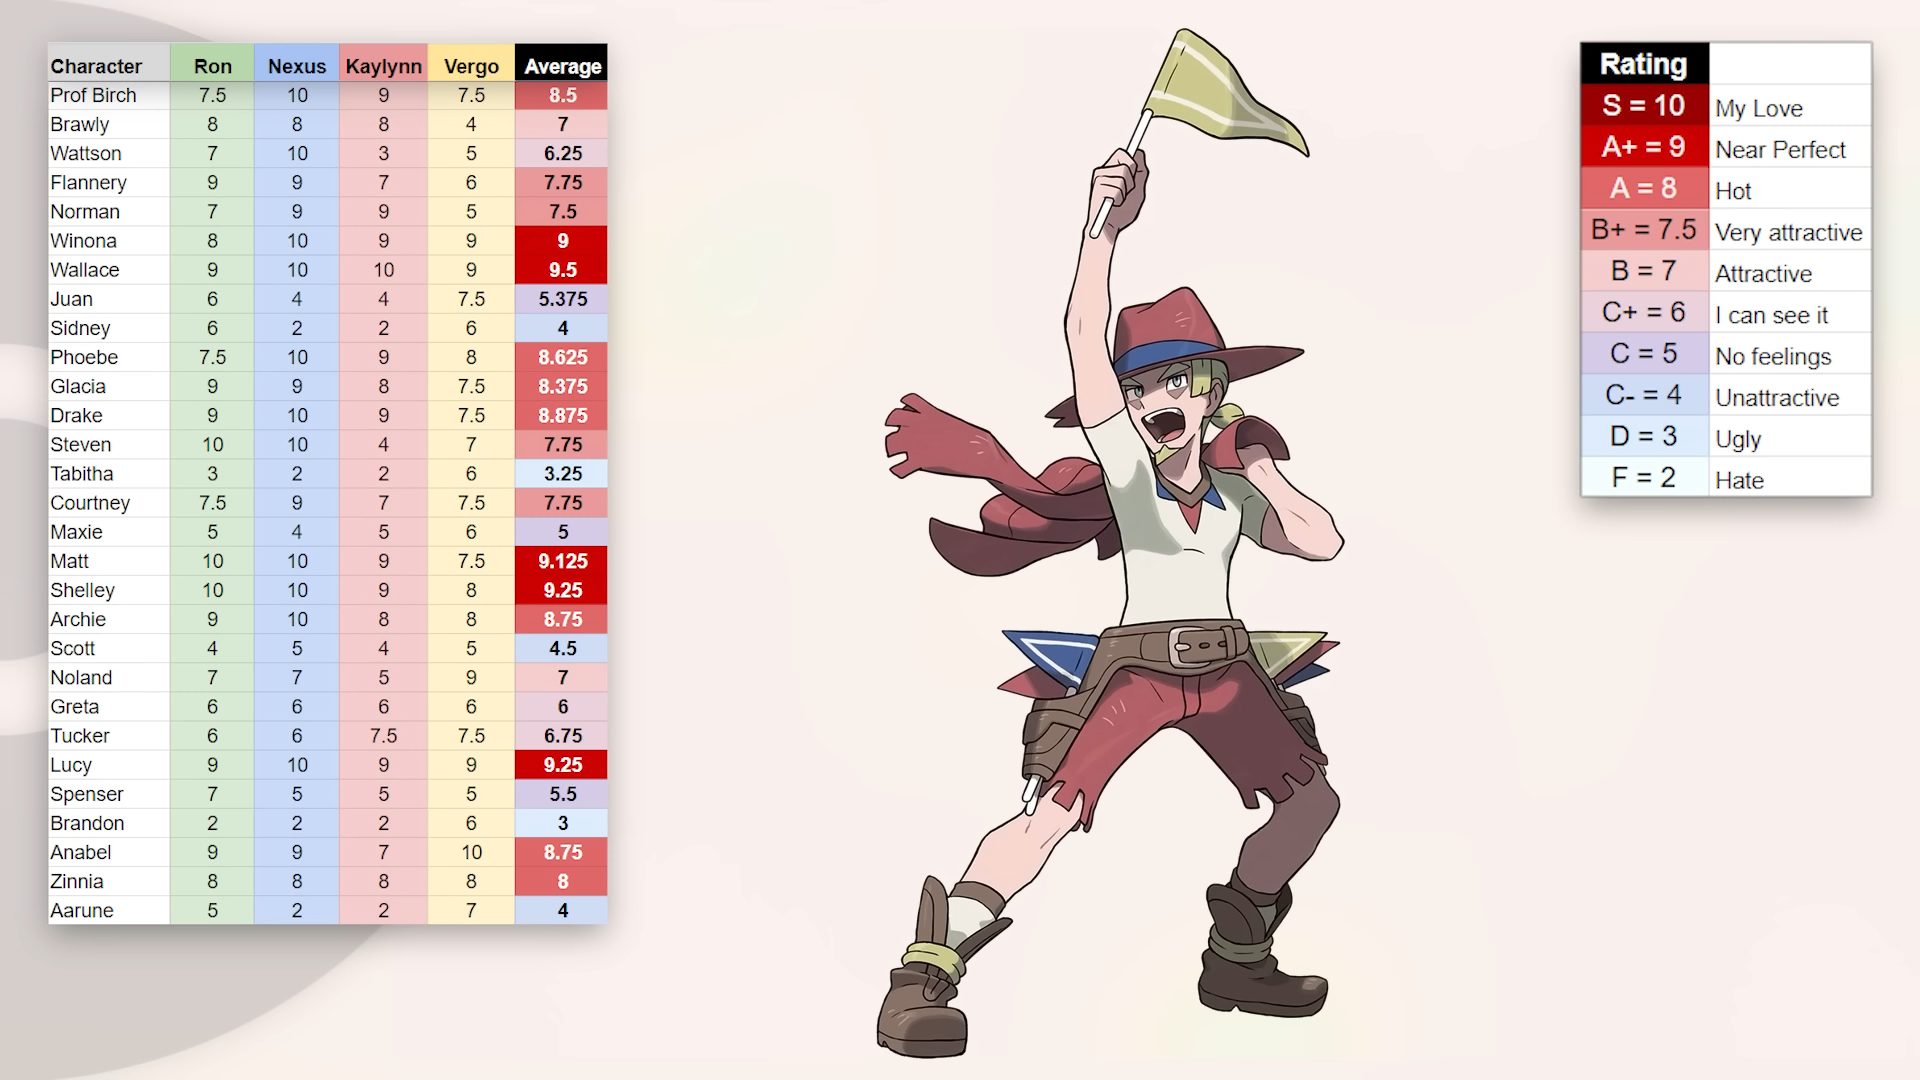 Character Ron Nexus Kaylynn Vergo Average
Prof Birch 7.5 10 9 7.5 8.5
Brawly 8 8 8 4 7
Wattson 7 10 3 5 6.25
Flannery 9 9 7 6 7.75
Norman 7 9 9 5 7.5
Winona 8 10 9 9 9
Wallace 9 10 10 9 9.5
Juan 6 4 4 7.5 5.375
Sidney 6 2 2 6 4
Phoebe 7.5 10 9 8 8.625
Glacia 9 9 8 7.5 8.375
Drake 9 10 9 7.5 8.875
Steven 10 10 4 7 7.75
Tabitha 3 2 2 6 3.25
Courtney 7.5 9 7 7.5 7.75
Maxie 5 4 5 6 5
Matt 10 10 9 7.5 9.125
Shelley 10 10 9 8 9.25
Archie 9 10 8 8 8.75
Scott 4 5 4 5 4.5
Noland 7 7 5 9 7
Greta 6 6 6 6 6
Tucker 6 6 7.5 7.5 6.75
Lucy 9 10 9 9 9.25
Spenser 7 5 5 5 5.5
Brandon 2 2 2 6 3
Anabel 9 9 7 10 8.75
Zinnia 8 8 8 8 8
Aarune 5 2 2 7 4
Rating
S = 10 My Love
A+ = 9 Near Perfect
A = 8 Hot
B+ = 7.5 Very attractive
B = 7 Attractive
C+ = 6 I can see it
C = 5 No feelings
C- = 4 Unattractive
D = 3 Ugly
F = 2 Hate